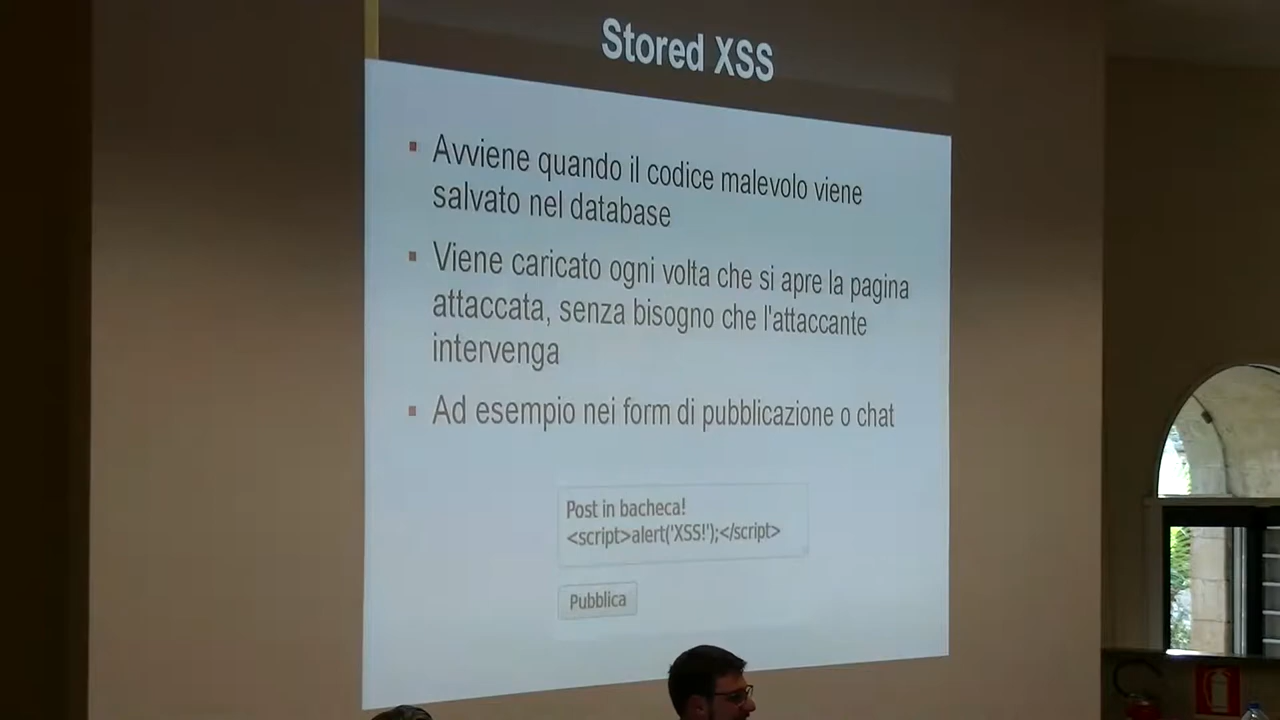 Stored XSS
Avviene quando il codice malevolo viene
salvato nel database
Viene caricato ogni volta che si apre la pagina
attaccata, senza bisogno che l'attaccante
intervenga
Ad esempio nei form di pubblicazione o chat
Post in bacheca!
<script>alert('XSS!');</script>
Pubblica